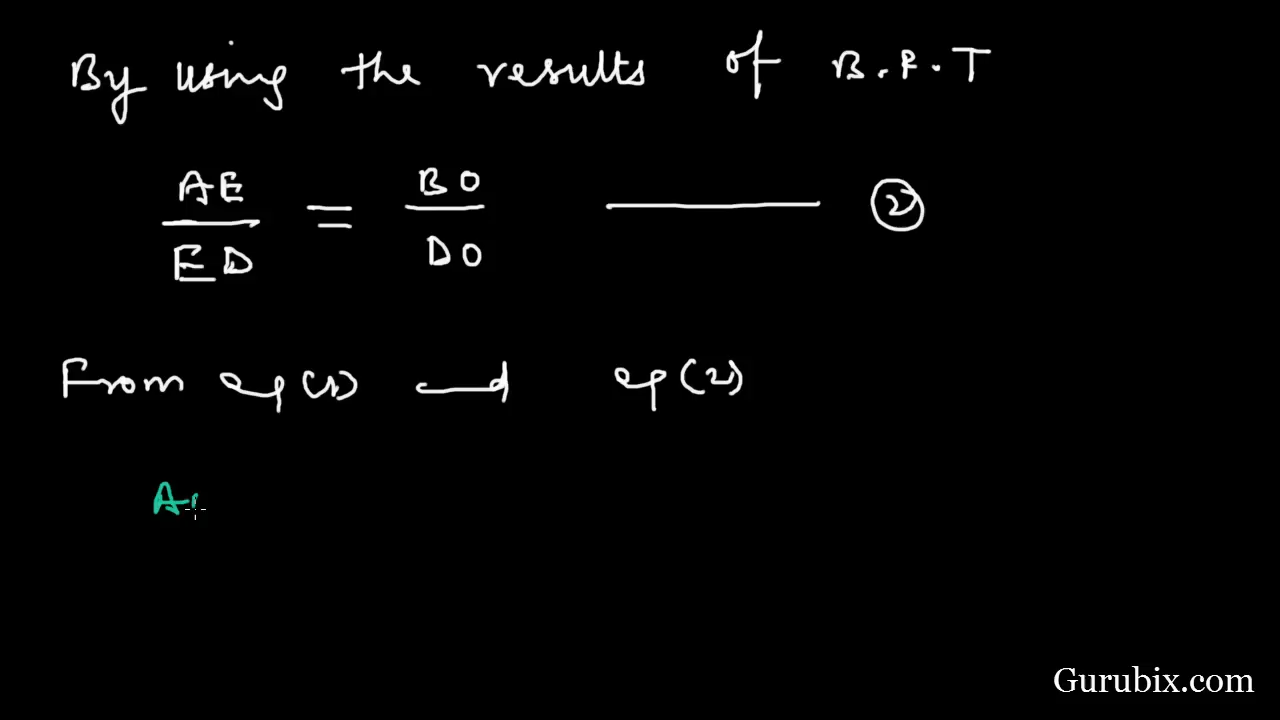 By using the results of B.P.T
AE/ED = BO/DO ——— ②
From eq(1) and eq(2)
A
Gurubix.com